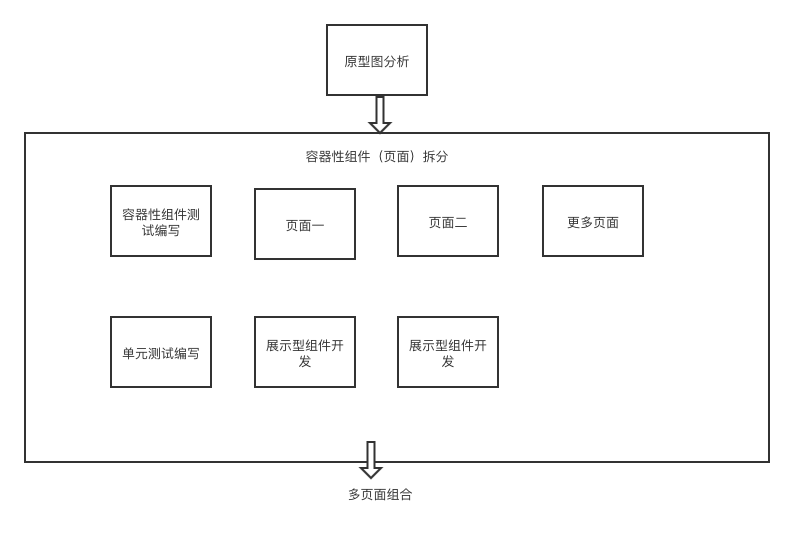 原型图分析
容器性组件（页面）拆分
容器性组件测
试编写
页面一
页面二
更多页面
单元测试编写
展示型组件开
发
展示型组件开
发
多页面组合